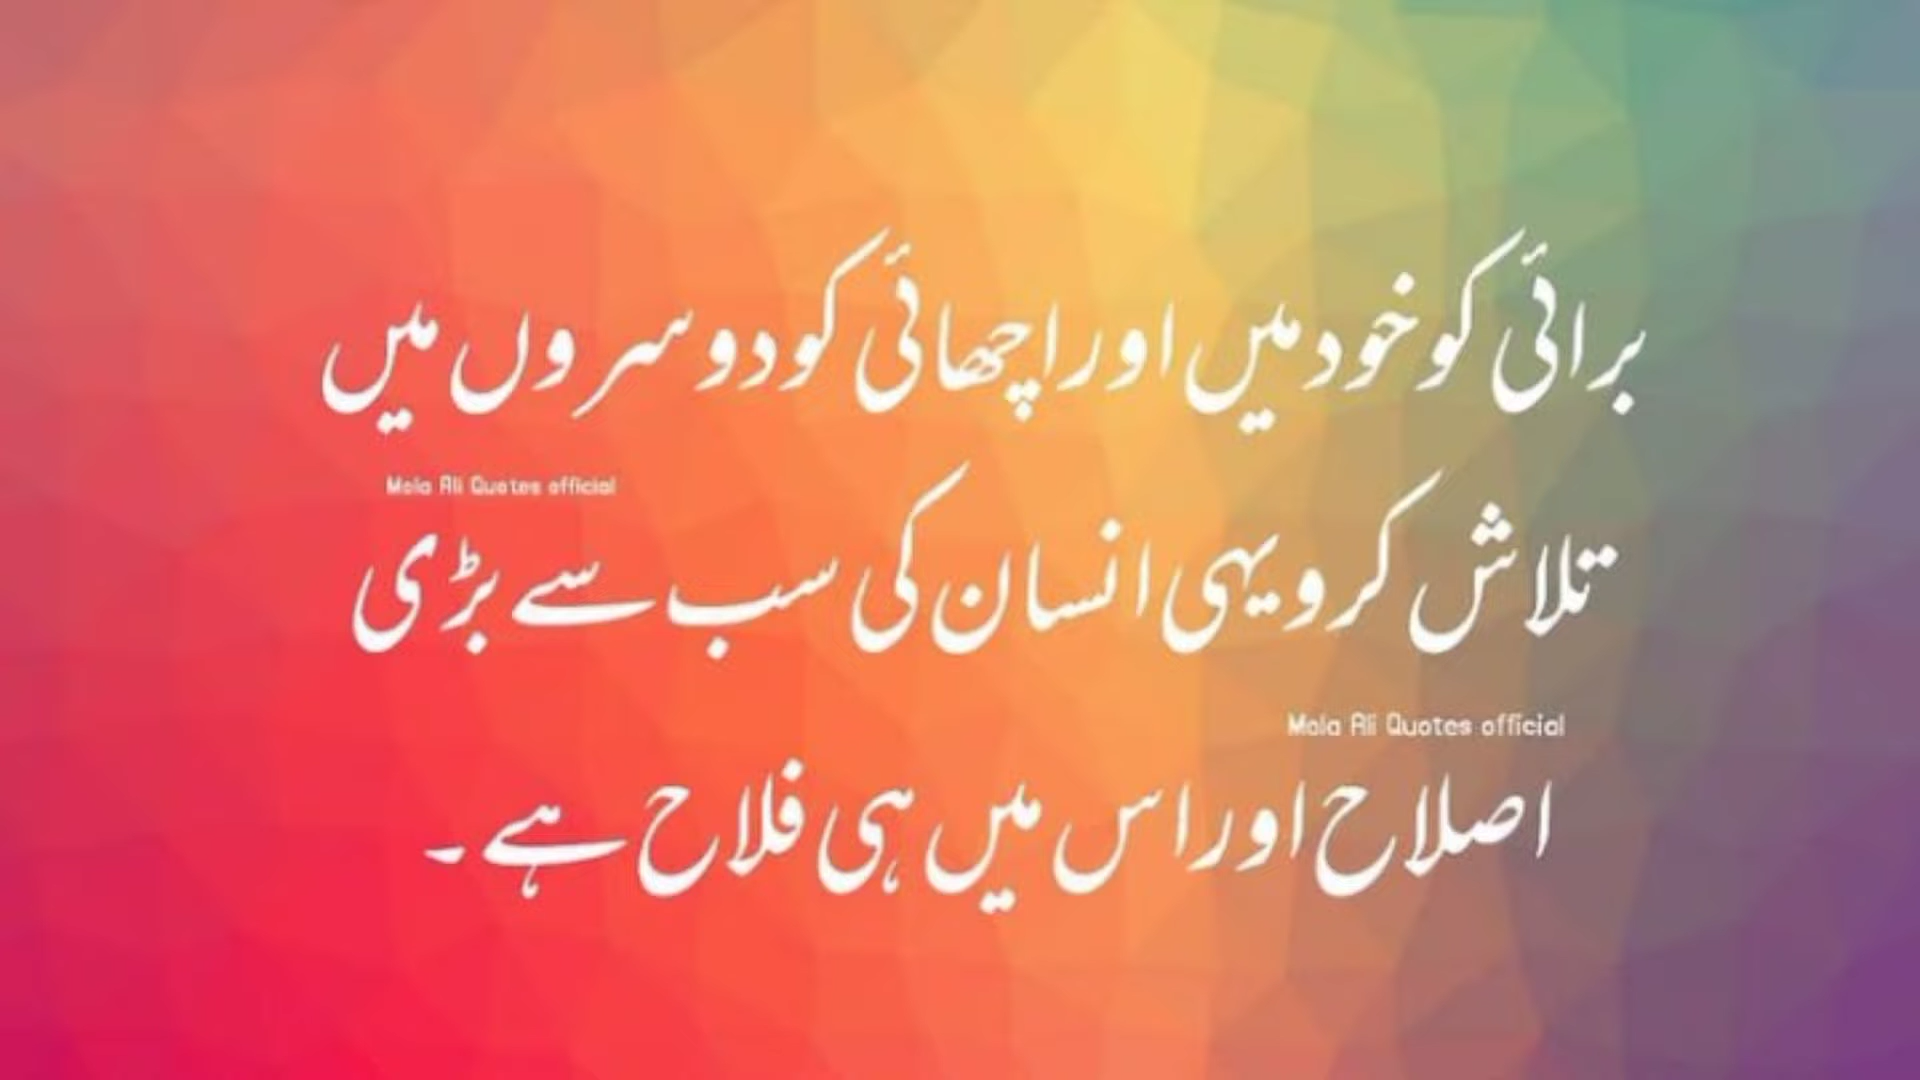 برائی کو خود میں اور اچھائی کو دوسروں میں
Mola Ali Quotes official
تلاش کرو یہی انسان کی سب سے بڑی
Mola Ali Quotes official
اصلاح اور اس میں ہی فلاح ہے ۔